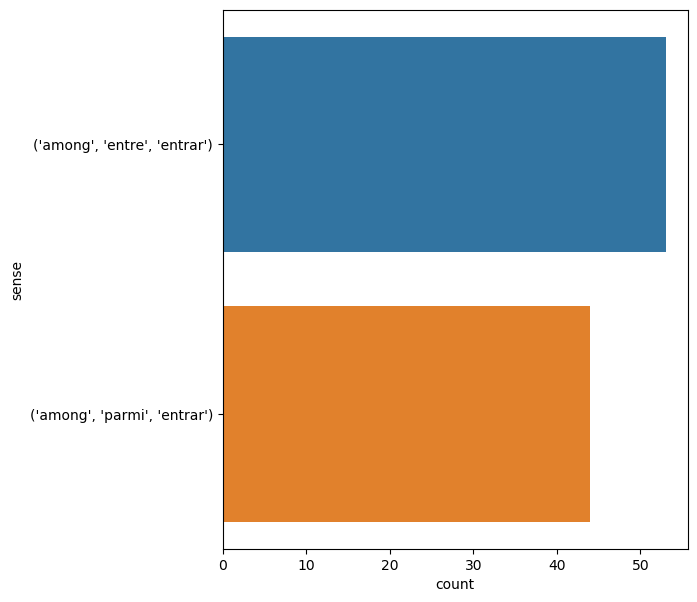 ('among', 'entre', 'entrar')
('among', 'parmi', 'entrar')
sense
0 10 20 30 40 50
count